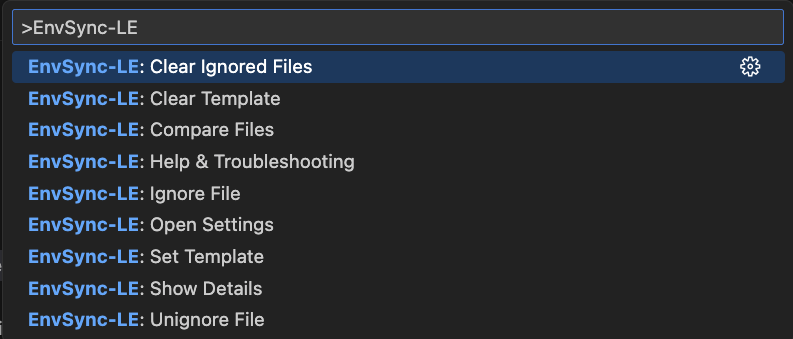 >EnvSync-LE
EnvSync-LE: Clear Ignored Files
EnvSync-LE: Clear Template
EnvSync-LE: Compare Files
EnvSync-LE: Help & Troubleshooting
EnvSync-LE: Ignore File
EnvSync-LE: Open Settings
EnvSync-LE: Set Template
EnvSync-LE: Show Details
EnvSync-LE: Unignore File